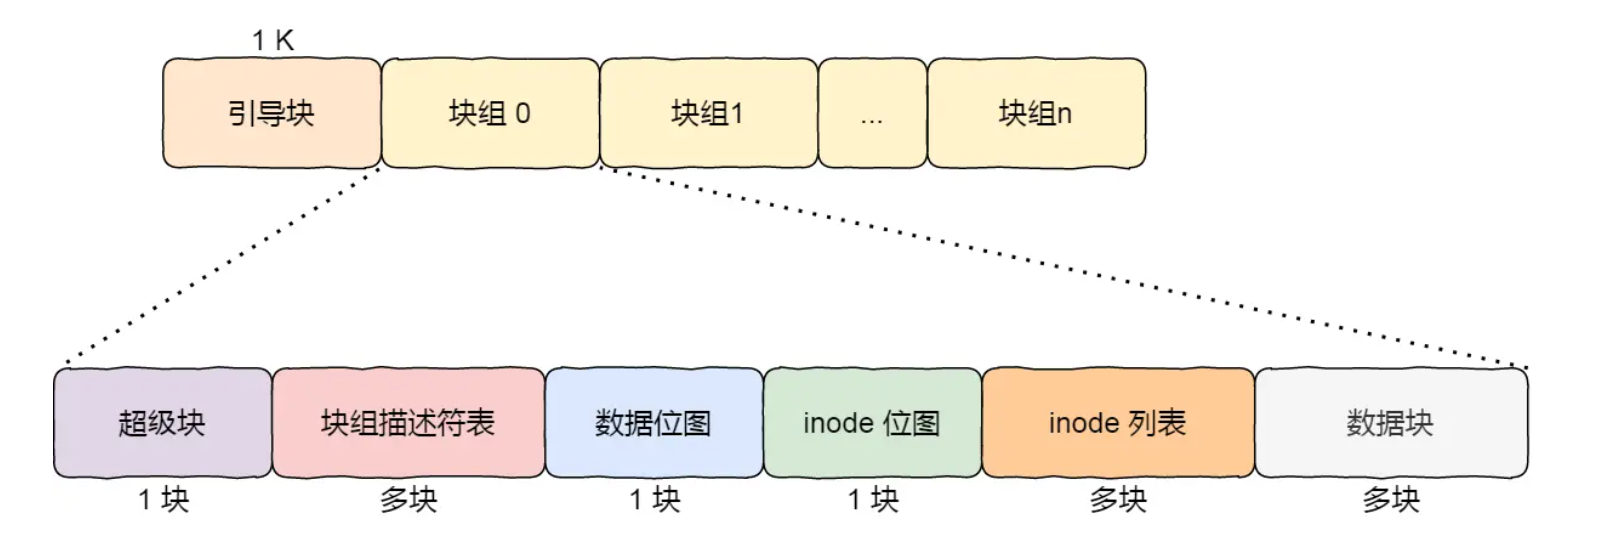 1 K
引导块
块组 0
块组1
...
块组n
超级块
块组描述符表
数据位图
inode 位图
inode 列表
数据块
1 块
多块
1 块
1 块
多块
多块